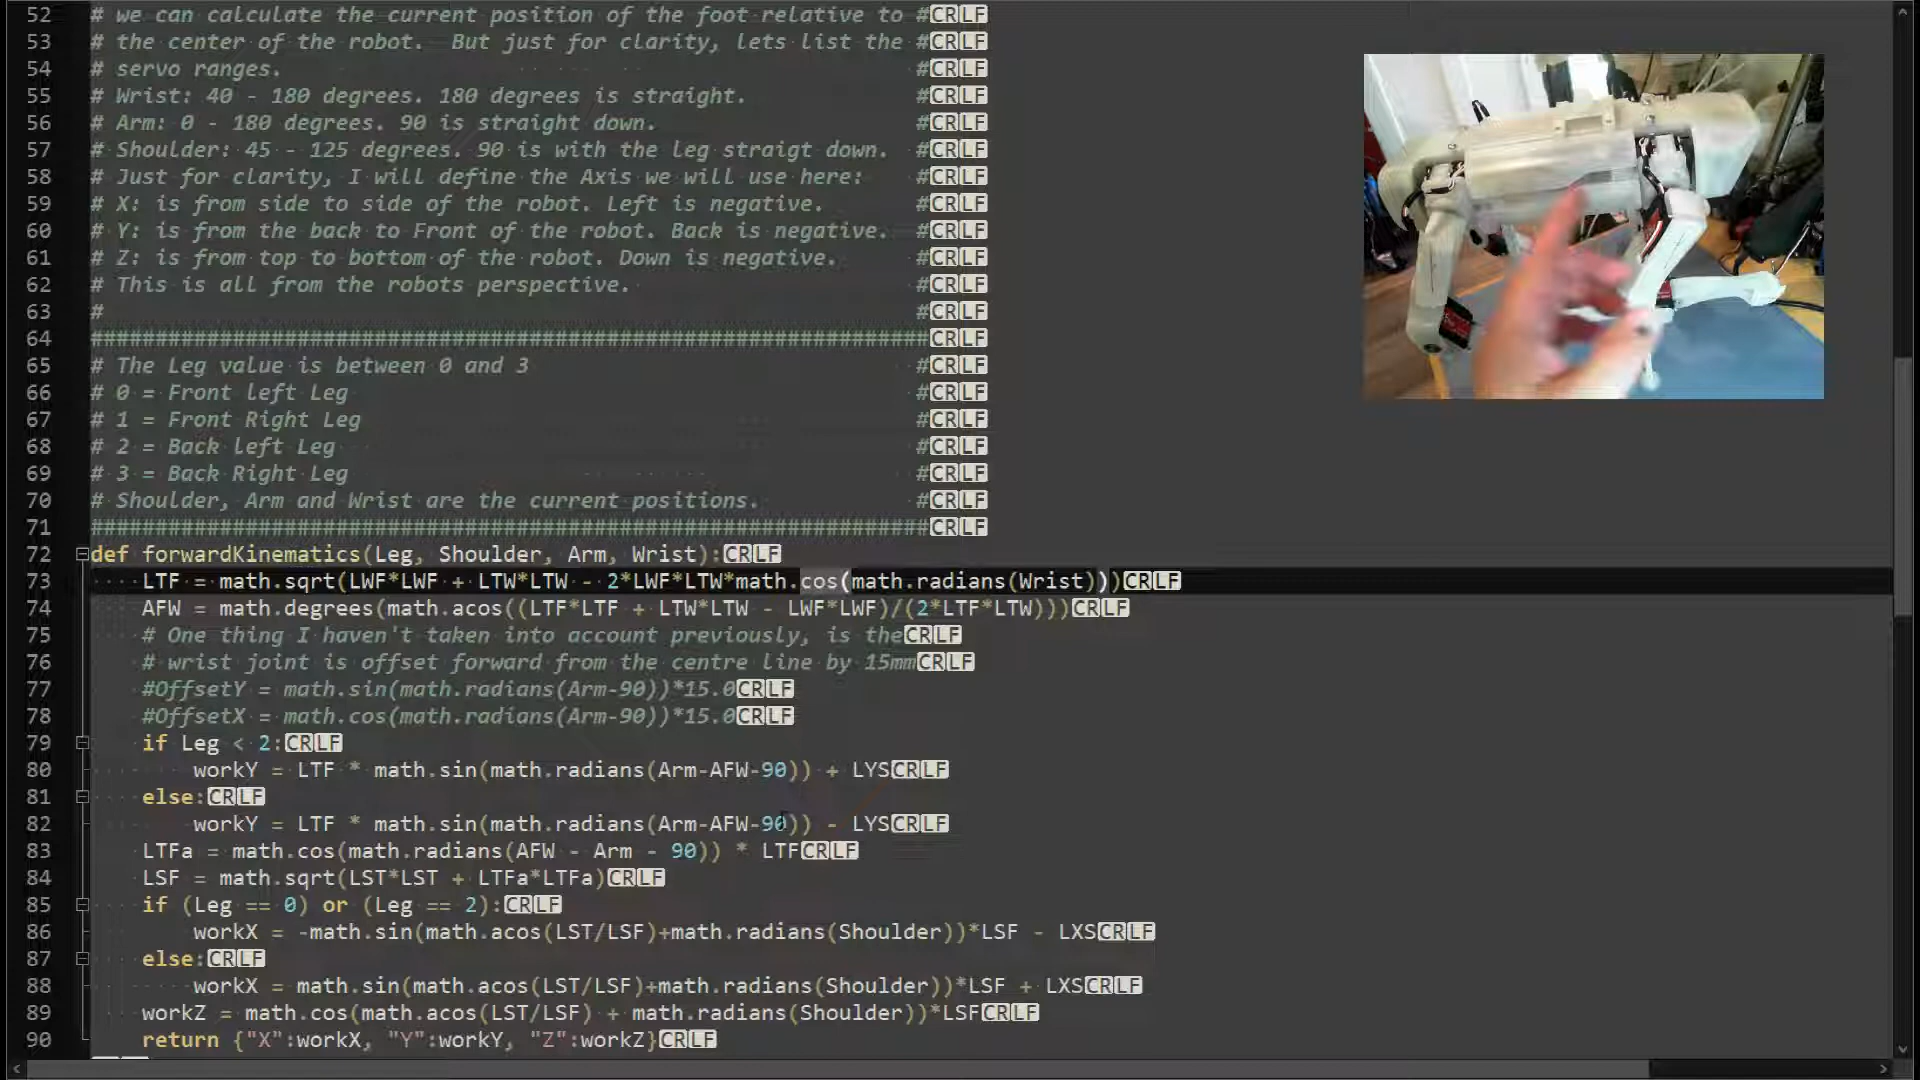 52 # we can calculate the current position of the foot relative to #CRLF
53 # the center of the robot.  But just for clarity, lets list the #CRLF
54 # servo ranges. #CRLF
55 # Wrist: 40 - 180 degrees. 180 degrees is straight. #CRLF
56 # Arm: 0 - 180 degrees. 90 is straight down. #CRLF
57 # Shoulder: 45 - 125 degrees. 90 is with the leg straigt down. #CRLF
58 # Just for clarity, I will define the Axis we will use here: #CRLF
59 # X: is from side to side of the robot. Left is negative. #CRLF
60 # Y: is from the back to Front of the robot. Back is negative. #CRLF
61 # Z: is from top to bottom of the robot. Down is negative. #CRLF
62 # This is all from the robots perspective. #CRLF
63 # #CRLF
64 #################################################################CRLF
65 # The Leg value is between 0 and 3 #CRLF
66 # 0 = Front left Leg #CRLF
67 # 1 = Front Right Leg #CRLF
68 # 2 = Back left Leg #CRLF
69 # 3 = Back Right Leg #CRLF
70 # Shoulder, Arm and Wrist are the current positions. #CRLF
71 #################################################################CRLF
72 def forwardKinematics(Leg, Shoulder, Arm, Wrist):CRLF
73 LTF = math.sqrt(LWF*LWF + LTW*LTW - 2*LWF*LTW*math.cos(math.radians(Wrist)))CRLF
74 AFW = math.degrees(math.acos((LTF*LTF + LTW*LTW - LWF*LWF)/(2*LTF*LTW)))CRLF
75 # One thing I haven't taken into account previously, is theCRLF
76 # wrist joint is offset forward from the centre line by 15mmCRLF
77 #OffsetY = math.sin(math.radians(Arm-90))*15.0CRLF
78 #OffsetX = math.cos(math.radians(Arm-90))*15.0CRLF
79 if Leg < 2:CRLF
80 workY = LTF * math.sin(math.radians(Arm-AFW-90)) + LYSCRLF
81 else:CRLF
82 workY = LTF * math.sin(math.radians(Arm-AFW-90)) - LYSCRLF
83 LTFa = math.cos(math.radians(AFW - Arm - 90)) * LTFCRLF
84 LSF = math.sqrt(LST*LST + LTFa*LTFa)CRLF
85 if (Leg == 0) or (Leg == 2):CRLF
86 workX = -math.sin(math.acos(LST/LSF)+math.radians(Shoulder))*LSF - LXSCRLF
87 else:CRLF
88 workX = math.sin(math.acos(LST/LSF)+math.radians(Shoulder))*LSF + LXSCRLF
89 workZ = math.cos(math.acos(LST/LSF) + math.radians(Shoulder))*LSFCRLF
90 return {"X":workX, "Y":workY, "Z":workZ}CRLF